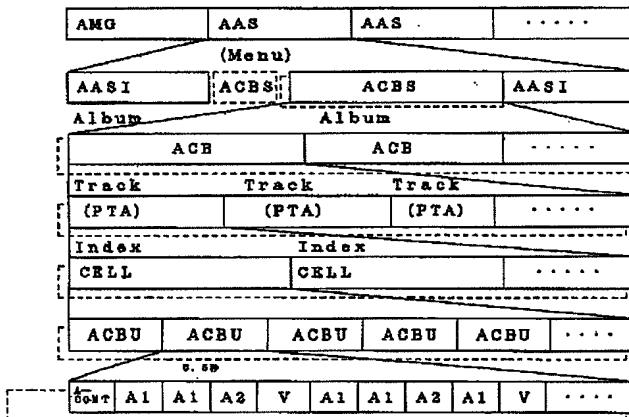 AMG AAS AAS .....
(Menu)
AASI ACBS ACBS AASI
Album Album
ACB ACB .....
Track Track Track
(PTA) (PTA) (PTA) .....
Index Index
CELL CELL .....
ACBU ACBU ACBU ACBU ACBU ....
A-CONT A1 A1 A2 V A1 A1 A2 V ....